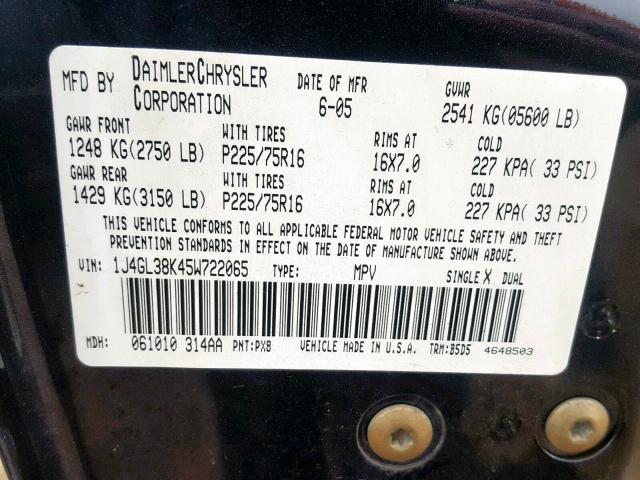 MFD BY DAIMLERCHRYSLER CORPORATION DATE OF MFR 6-05 GVWR 2541 KG(05600 LB)
GAWR FRONT WITH TIRES RIMS AT COLD
1248 KG(2750 LB) P225/75R16 16X7.0 227 KPA( 33 PSI)
GAWR REAR WITH TIRES RIMS AT COLD
1429 KG(3150 LB) P225/75R16 16X7.0 227 KPA( 33 PSI)
THIS VEHICLE CONFORMS TO ALL APPLICABLE FEDERAL MOTOR VEHICLE SAFETY AND THEFT
PREVENTION STANDARDS IN EFFECT ON THE DATE OF MANUFACTURE SHOWN ABOVE.
VIN: 1J4GL38K45W722065 TYPE: MPV SINGLE X DUAL
MDH: 061010 314AA PNT:PX8 VEHICLE MADE IN U.S.A. TRM:B5D5 4648503